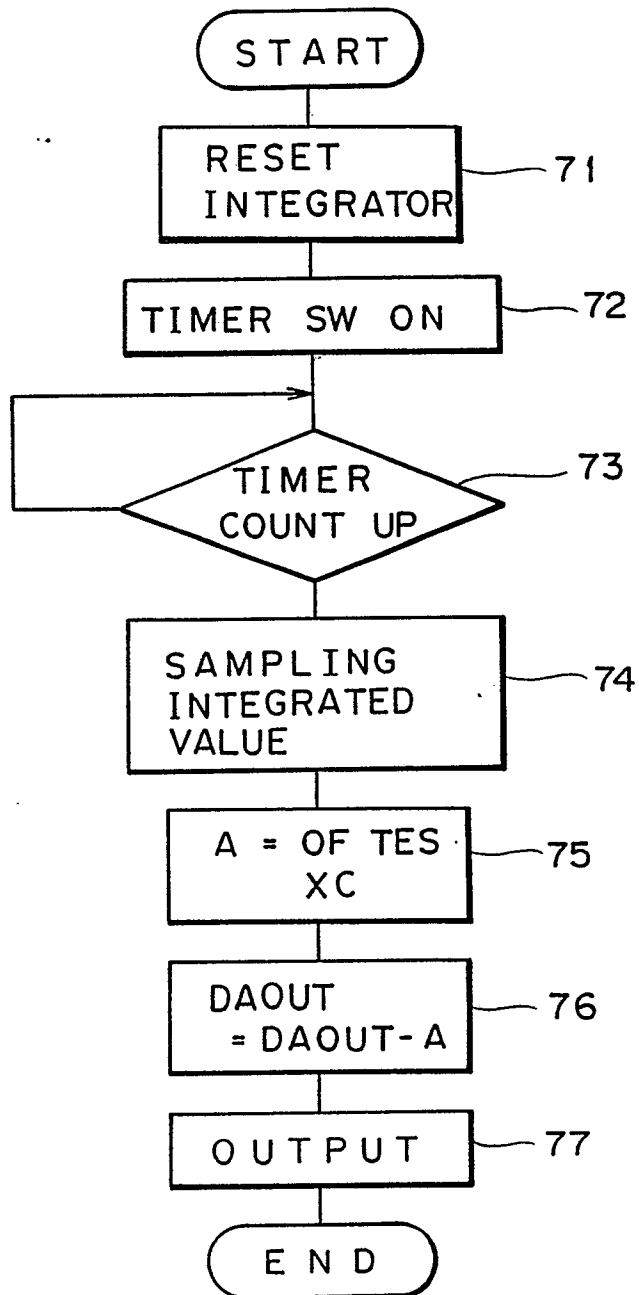 START
RESET
INTEGRATOR
71
TIMER SW ON
72
TIMER
COUNT UP
73
SAMPLING
INTEGRATED
VALUE
74
A = OF TES
XC
75
DAOUT
= DAOUT-A
76
OUTPUT
77
END